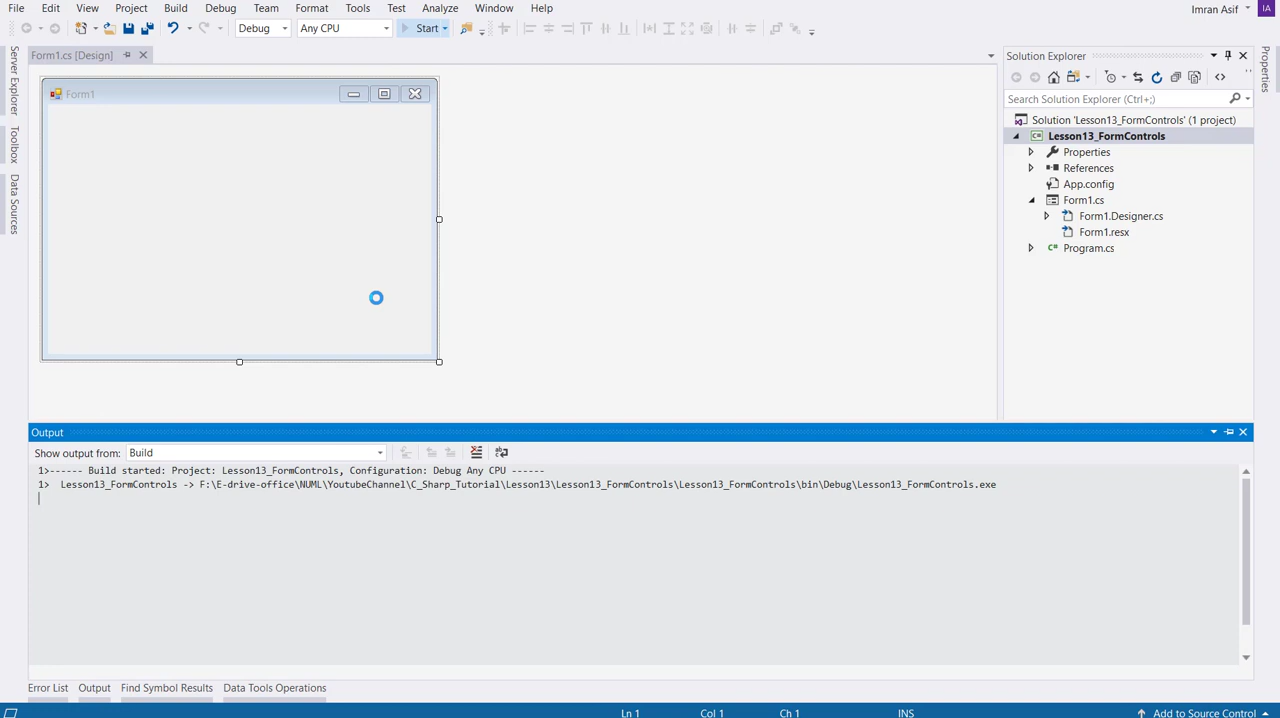 File Edit View Project Build Debug Team Format Tools Test Analyze Window Help Imran Asif IA
Debug Any CPU Start
Form1.cs [Design]
Form1
Server Explorer
Toolbox
Data Sources
Solution Explorer
Search Solution Explorer (Ctrl+;)
Solution 'Lesson13_FormControls' (1 project)
Lesson13_FormControls
Properties
References
App.config
Form1.cs
Form1.Designer.cs
Form1.resx
Program.cs
Properties
Output
Show output from: Build
1>------ Build started: Project: Lesson13_FormControls, Configuration: Debug Any CPU ------
1> Lesson13_FormControls -> F:\E-drive-office\NUML\YoutubeChannel\C_Sharp_Tutorial\Lesson13\Lesson13_FormControls\Lesson13_FormControls\bin\Debug\Lesson13_FormControls.exe
Error List Output Find Symbol Results Data Tools Operations
Ln 1 Col 1 Ch 1 INS Add to Source Control